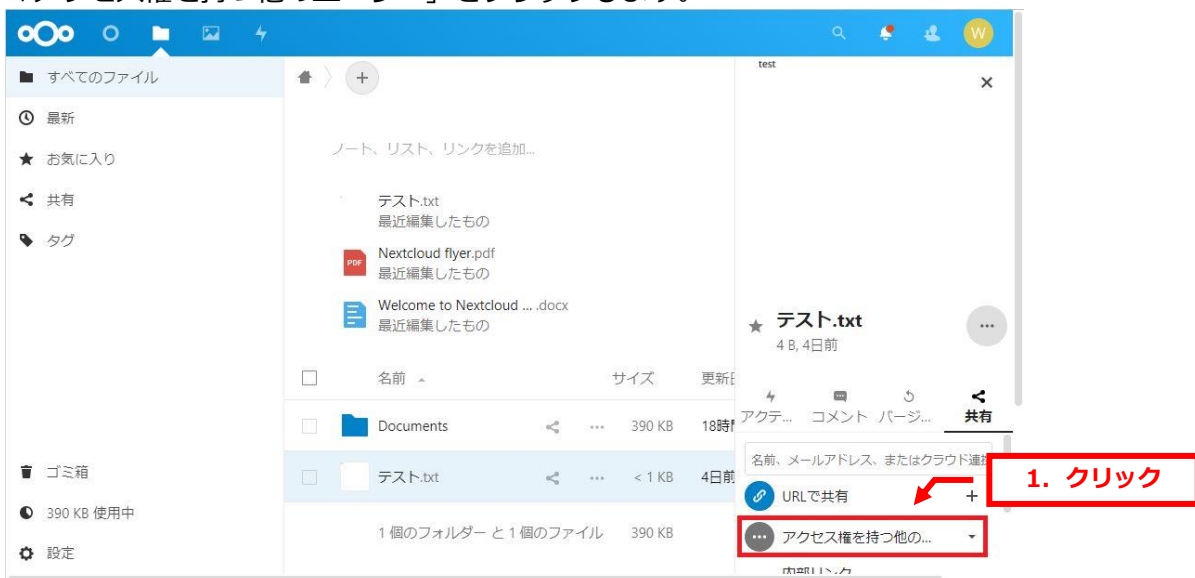 W
すべてのファイル
最新
お気に入り
共有
タグ
ゴミ箱
390 KB 使用中
設定
+
ノート、リスト、リンクを追加...
テスト.txt
最近編集したもの
PDF
Nextcloud flyer.pdf
最近編集したもの
Welcome to Nextcloud ... .docx
最近編集したもの
名前 サイズ 更新
Documents ... 390 KB 18時
テスト.txt ... < 1 KB 4日前
1 個のフォルダー と 1 個のファイル 390 KB
test
×
テスト.txt
...
4 B, 4日前
アクテ... コメント バージ... 共有
名前、メールアドレス、またはクラウド連携
URLで共有 +
... アクセス権を持つ他の...
内部リンク
1. クリック